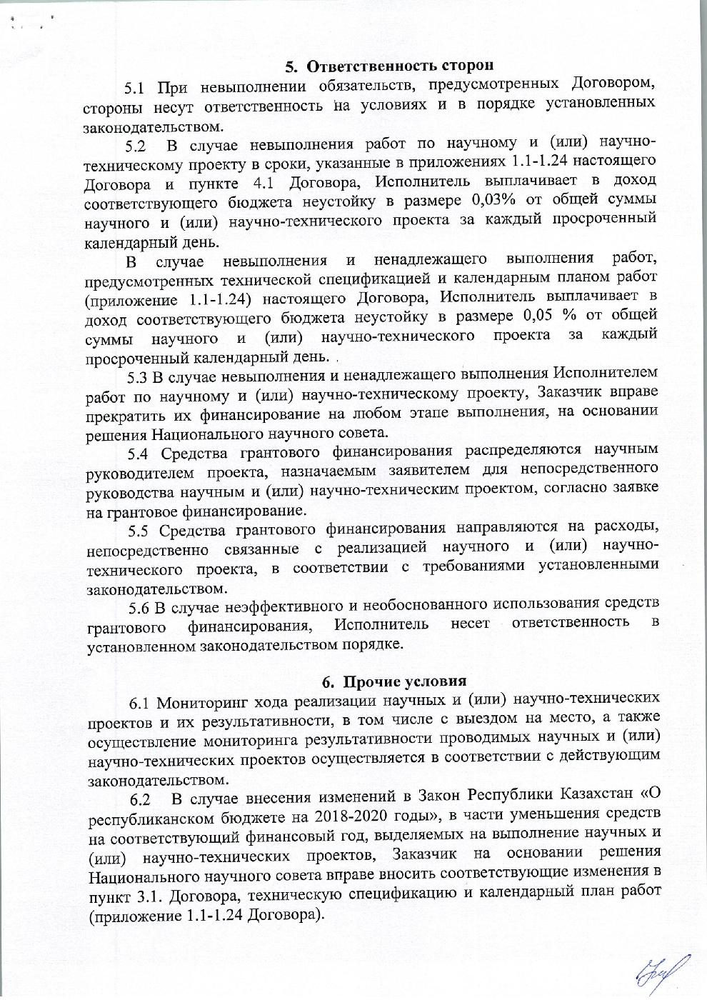 5. Ответственность сторон
5.1 При невыполнении обязательств, предусмотренных Договором,
стороны несут ответственность на условиях и в порядке установленных
законодательством.
5.2 В случае невыполнения работ по научному и (или) научно-
техническому проекту в сроки, указанные в приложениях 1.1-1.24 настоящего
Договора и пункте 4.1 Договора, Исполнитель выплачивает в доход
соответствующего бюджета неустойку в размере 0,03% от общей суммы
научного и (или) научно-технического проекта за каждый просроченный
календарный день.
В случае невыполнения и ненадлежащего выполнения работ,
предусмотренных технической спецификацией и календарным планом работ
(приложение 1.1-1.24) настоящего Договора, Исполнитель выплачивает в
доход соответствующего бюджета неустойку в размере 0,05 % от общей
суммы научного и (или) научно-технического проекта за каждый
просроченный календарный день.
5.3 В случае невыполнения и ненадлежащего выполнения Исполнителем
работ по научному и (или) научно-техническому проекту, Заказчик вправе
прекратить их финансирование на любом этапе выполнения, на основании
решения Национального научного совета.
5.4 Средства грантового финансирования распределяются научным
руководителем проекта, назначаемым заявителем для непосредственного
руководства научным и (или) научно-техническим проектом, согласно заявке
на грантовое финансирование.
5.5 Средства грантового финансирования направляются на расходы,
непосредственно связанные с реализацией научного и (или) научно-
технического проекта, в соответствии с требованиями установленными
законодательством.
5.6 В случае неэффективного и необоснованного использования средств
грантового финансирования, Исполнитель несет ответственность в
установленном законодательством порядке.
6. Прочие условия
6.1 Мониторинг хода реализации научных и (или) научно-технических
проектов и их результативности, в том числе с выездом на место, а также
осуществление мониторинга результативности проводимых научных и (или)
научно-технических проектов осуществляется в соответствии с действующим
законодательством.
6.2 В случае внесения изменений в Закон Республики Казахстан «О
республиканском бюджете на 2018-2020 годы», в части уменьшения средств
на соответствующий финансовый год, выделяемых на выполнение научных и
(или) научно-технических проектов, Заказчик на основании решения
Национального научного совета вправе вносить соответствующие изменения в
пункт 3.1. Договора, техническую спецификацию и календарный план работ
(приложение 1.1-1.24 Договора).